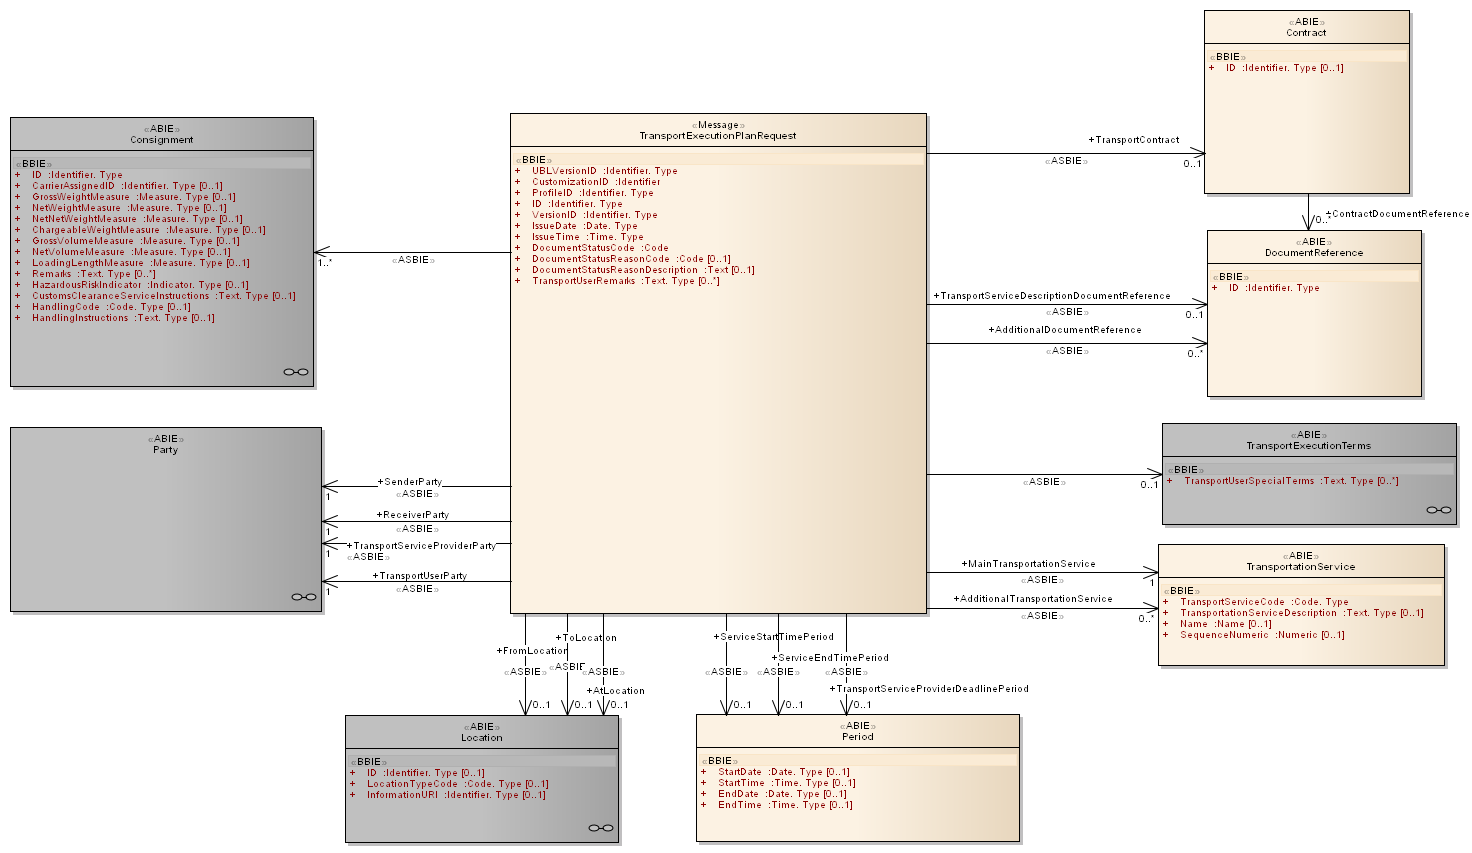 «ABIE»
Contract
«BBIE»
+ ID :Identifier. Type [0..1]
«ABIE»
Consignment
«BBIE»
+ ID :Identifier. Type
+ CarrierAssignedID :Identifier. Type [0..1]
+ GrossWeightMeasure :Measure. Type [0..1]
+ NetWeightMeasure :Measure. Type [0..1]
+ NetNetWeightMeasure :Measure. Type [0..1]
+ ChargeableWeightMeasure :Measure. Type [0..1]
+ GrossVolumeMeasure :Measure. Type [0..1]
+ NetVolumeMeasure :Measure. Type [0..1]
+ LoadingLengthMeasure :Measure. Type [0..1]
+ Remarks :Text. Type [0..*]
+ HazardousRiskIndicator :Indicator. Type [0..1]
+ CustomsClearanceServiceInstructions :Text. Type [0..1]
+ HandlingCode :Code. Type [0..1]
+ HandlingInstructions :Text. Type [0..1]
«Message»
TransportExecutionPlanRequest
«BBIE»
+ UBLVersionID :Identifier. Type
+ CustomizationID :Identifier
+ ProfileID :Identifier. Type
+ ID :Identifier. Type
+ VersionID :Identifier. Type
+ IssueDate :Date. Type
+ IssueTime :Time. Type
+ DocumentStatusCode :Code
+ DocumentStatusReasonCode :Code [0..1]
+ DocumentStatusReasonDescription :Text [0..1]
+ TransportUserRemarks :Text. Type [0..*]
+TransportContract
«ASBIE»
0..1
+ContractDocumentReference
0..*
1..*
«ASBIE»
«ABIE»
DocumentReference
«BBIE»
+ ID :Identifier. Type
+TransportServiceDescriptionDocumentReference
«ASBIE»
0..1
+AdditionalDocumentReference
«ASBIE»
0..*
«ABIE»
Party
+SenderParty
«ASBIE»
1
+ReceiverParty
«ASBIE»
1
+TransportServiceProviderParty
«ASBIE»
1
+TransportUserParty
«ASBIE»
1
«ABIE»
TransportExecutionTerms
«BBIE»
+ TransportUserSpecialTerms :Text. Type [0..*]
«ASBIE»
0..1
«ABIE»
TransportationService
«BBIE»
+ TransportServiceCode :Code. Type
+ TransportationServiceDescription :Text. Type [0..1]
+ Name :Name [0..1]
+ SequenceNumeric :Numeric [0..1]
+MainTransportationService
«ASBIE»
1
+AdditionalTransportationService
«ASBIE»
0..*
+ToLocation
+FromLocation
«ASBIE»
«ASBIE»
«ASBIE»
+AtLocation
0..1
0..1
0..1
+ServiceStartTimePeriod
+ServiceEndTimePeriod
«ASBIE»
«ASBIE»
«ASBIE»
+TransportServiceProviderDeadlinePeriod
0..1
0..1
0..1
«ABIE»
Location
«BBIE»
+ ID :Identifier. Type [0..1]
+ LocationTypeCode :Code. Type [0..1]
+ InformationURI :Identifier. Type [0..1]
«ABIE»
Period
«BBIE»
+ StartDate :Date. Type [0..1]
+ StartTime :Time. Type [0..1]
+ EndDate :Date. Type [0..1]
+ EndTime :Time. Type [0..1]